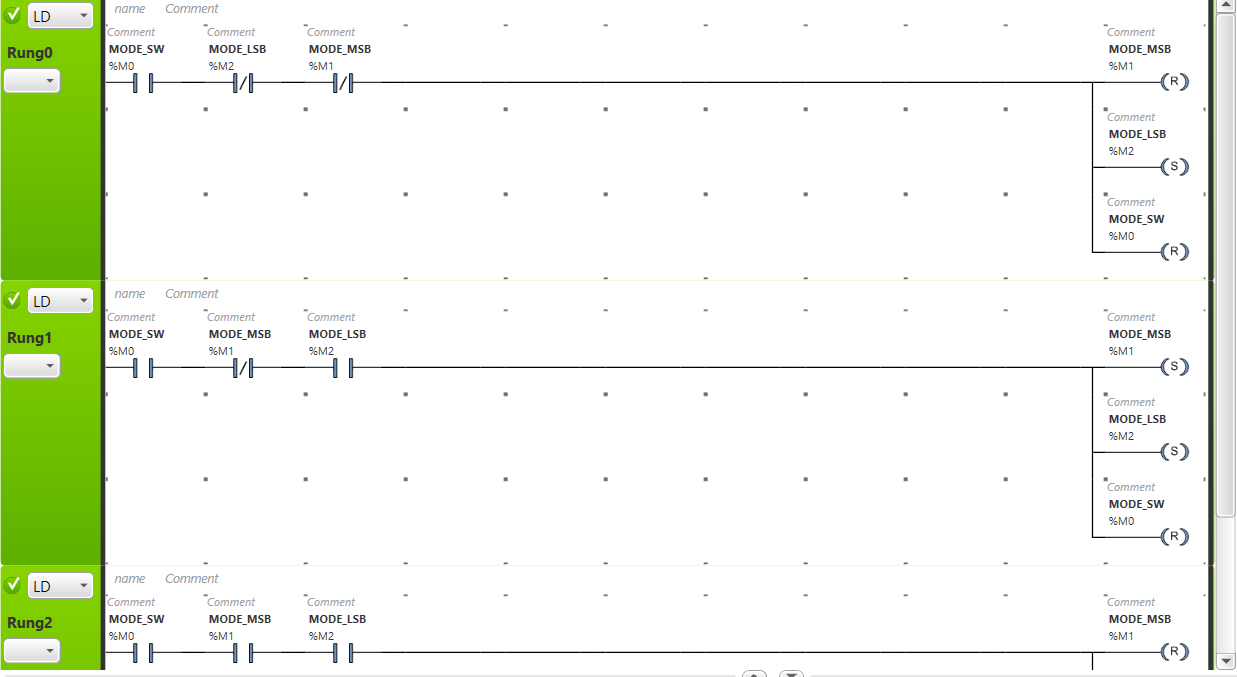 name Comment
LD
Comment Comment Comment Comment
Rung0
MODE_SW MODE_LSB MODE_MSB MODE_MSB
%M0 %M2 %M1 %M1
/ / R
Comment
MODE_LSB
%M2
S
Comment
MODE_SW
%M0
R
name Comment
LD
Comment Comment Comment Comment
Rung1
MODE_SW MODE_MSB MODE_LSB MODE_MSB
%M0 %M1 %M2 %M1
/ S
Comment
MODE_LSB
%M2
S
Comment
MODE_SW
%M0
R
name Comment
LD
Comment Comment Comment Comment
Rung2
MODE_SW MODE_MSB MODE_LSB MODE_MSB
%M0 %M1 %M2 %M1
R